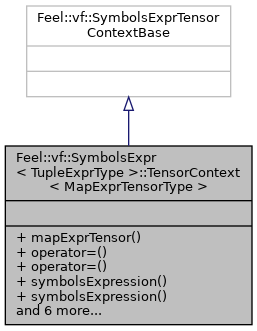 Feel::vf::SymbolsExprTensor
ContextBase
Feel::vf::SymbolsExpr
< TupleExprType >::TensorContext
< MapExprTensorType >
+ mapExprTensor()
+ operator=()
+ operator=()
+ symbolsExpression()
+ symbolsExpression()
and 6 more...